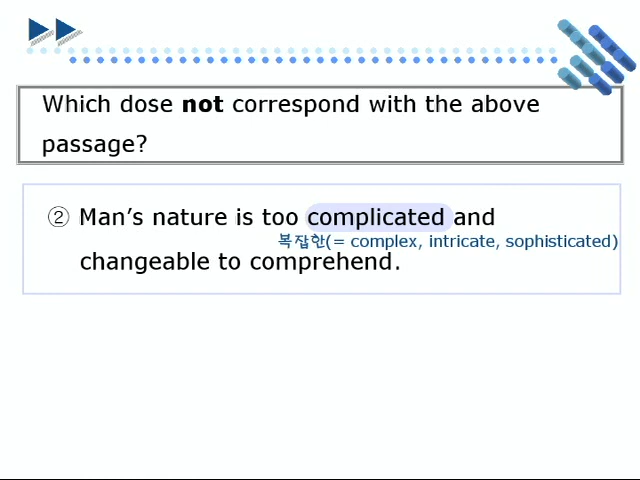 Which dose not correspond with the above
passage?
② Man's nature is too complicated and
복잡한(= complex, intricate, sophisticated)
changeable to comprehend.